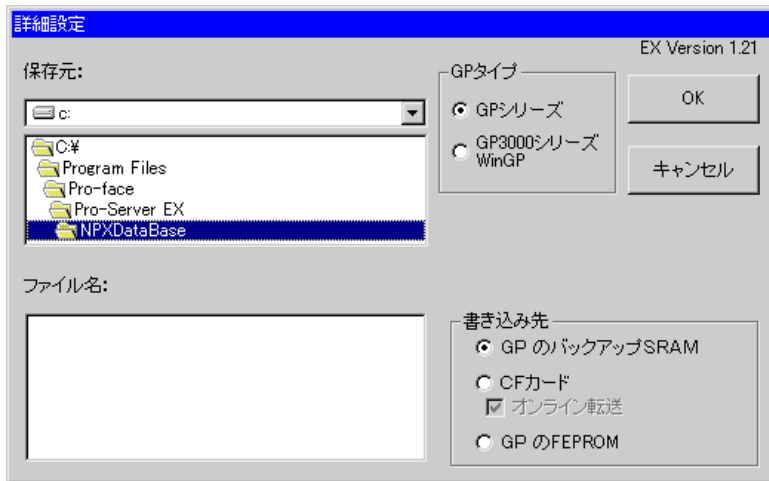 詳細設定
EX Version 1.21
保存元:
c:
C:¥
Program Files
Pro-face
Pro-Server EX
NPXDataBase
GPタイプ
GPシリーズ
GP3000シリーズ
WinGP
OK
キャンセル
ファイル名:
書き込み先
GP のバックアップSRAM
CFカード
オンライン転送
GP のFEPROM